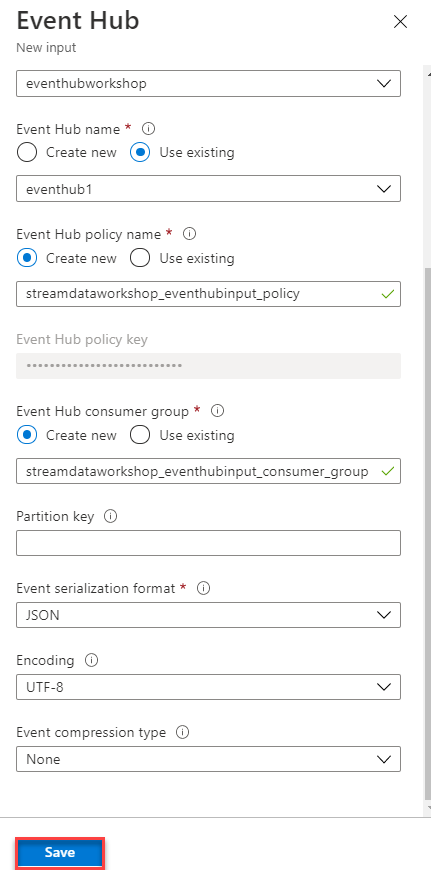 Event Hub
New input
eventhubworkshop
Event Hub name *
Create new Use existing
eventhub1
Event Hub policy name *
Create new Use existing
streamdataworkshop_eventhubinput_policy
Event Hub policy key
•••••••••••••••••••••••••••
Event Hub consumer group *
Create new Use existing
streamdataworkshop_eventhubinput_consumer_group
Partition key
Event serialization format *
JSON
Encoding
UTF-8
Event compression type
None
Save